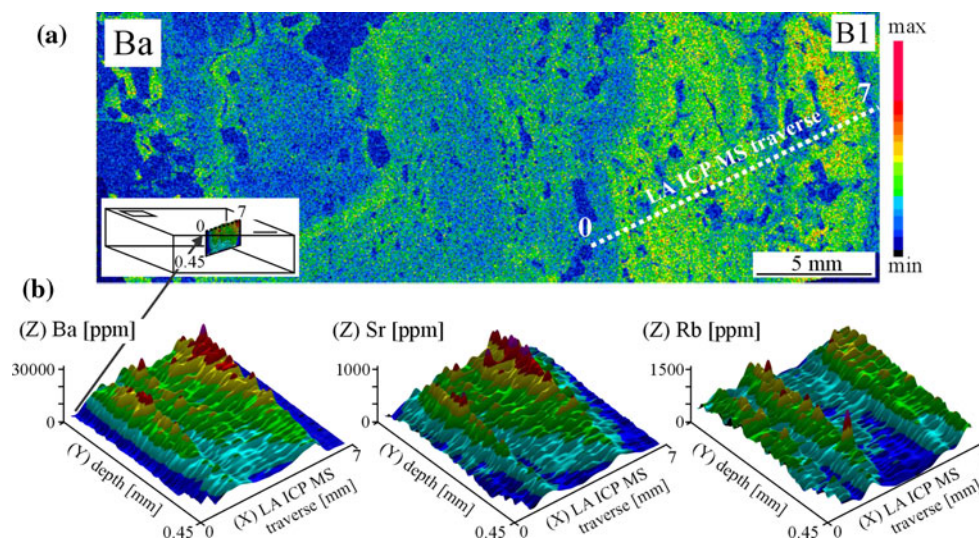 (a)
Ba
B1
max
min
7
LA ICP MS traverse
0
5 mm
0
7
0.45
(b)
(Z) Ba [ppm]
30000
0
(Y) depth [mm]
0.45
0
(X) LA ICP MS
traverse [mm]
7
(Z) Sr [ppm]
1000
0
(Y) depth [mm]
0.45
0
(X) LA ICP MS
traverse [mm]
7
(Z) Rb [ppm]
1500
0
(Y) depth [mm]
0.45
0
(X) LA ICP MS
traverse [mm]
7